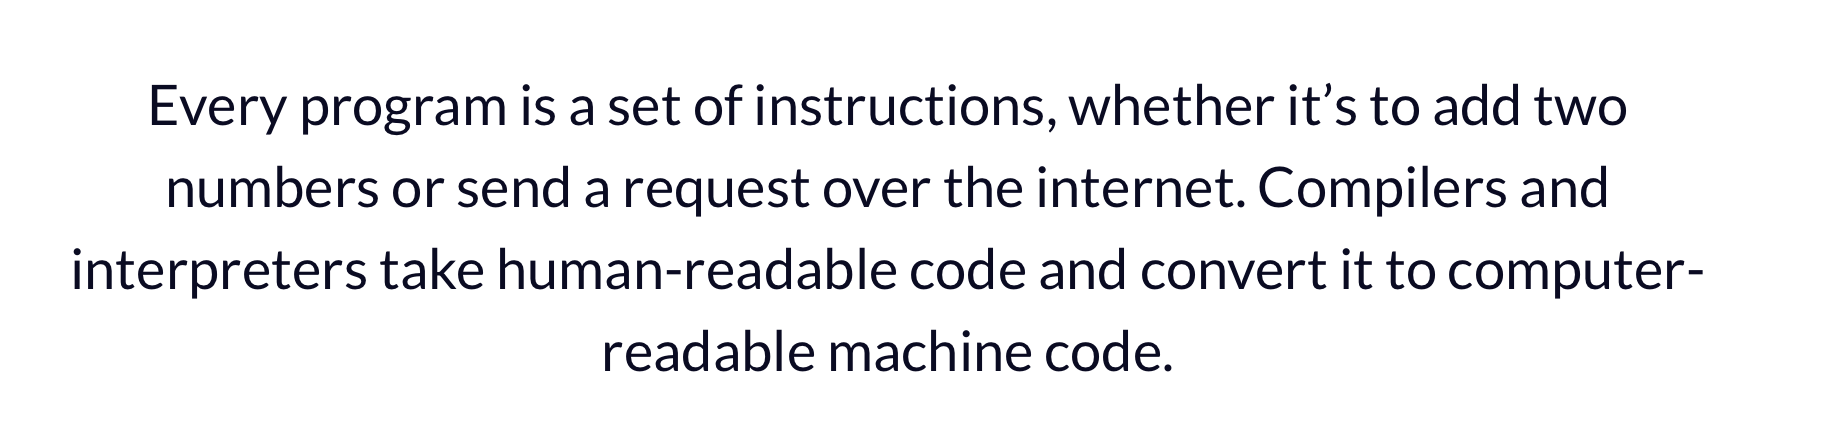 Every program is a set of instructions, whether it’s to add two
numbers or send a request over the internet. Compilers and
interpreters take human-readable code and convert it to computer-
readable machine code.